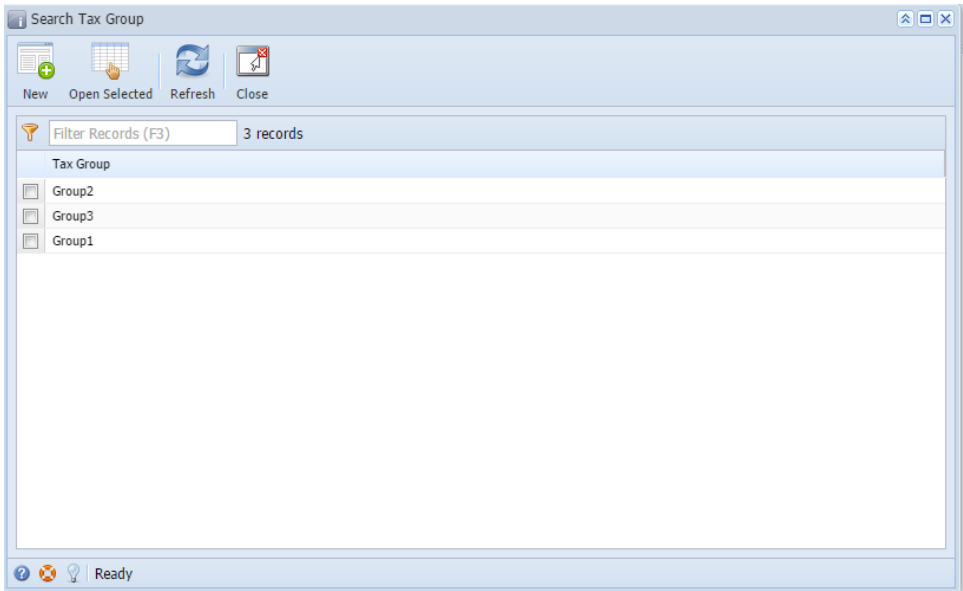 Search Tax Group
New Open Selected Refresh Close
Filter Records (F3) 3 records
Tax Group
Group2
Group3
Group1
Ready